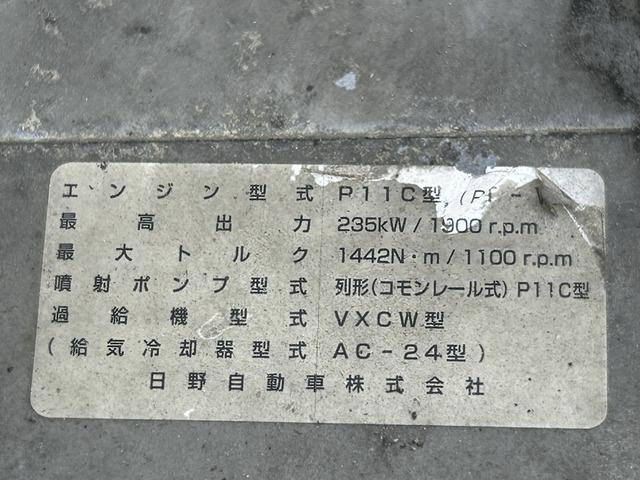 エンジン型式 P11C型
最高出力 235kW / 1900 r.p.m
最大トルク 1442N・m / 1100 r.p.m
噴射ポンプ型式 列形(コモンレール式) P11C型
過給機型式 VXCW型
(給気冷却器型式 AC-24型)
日野自動車株式会社